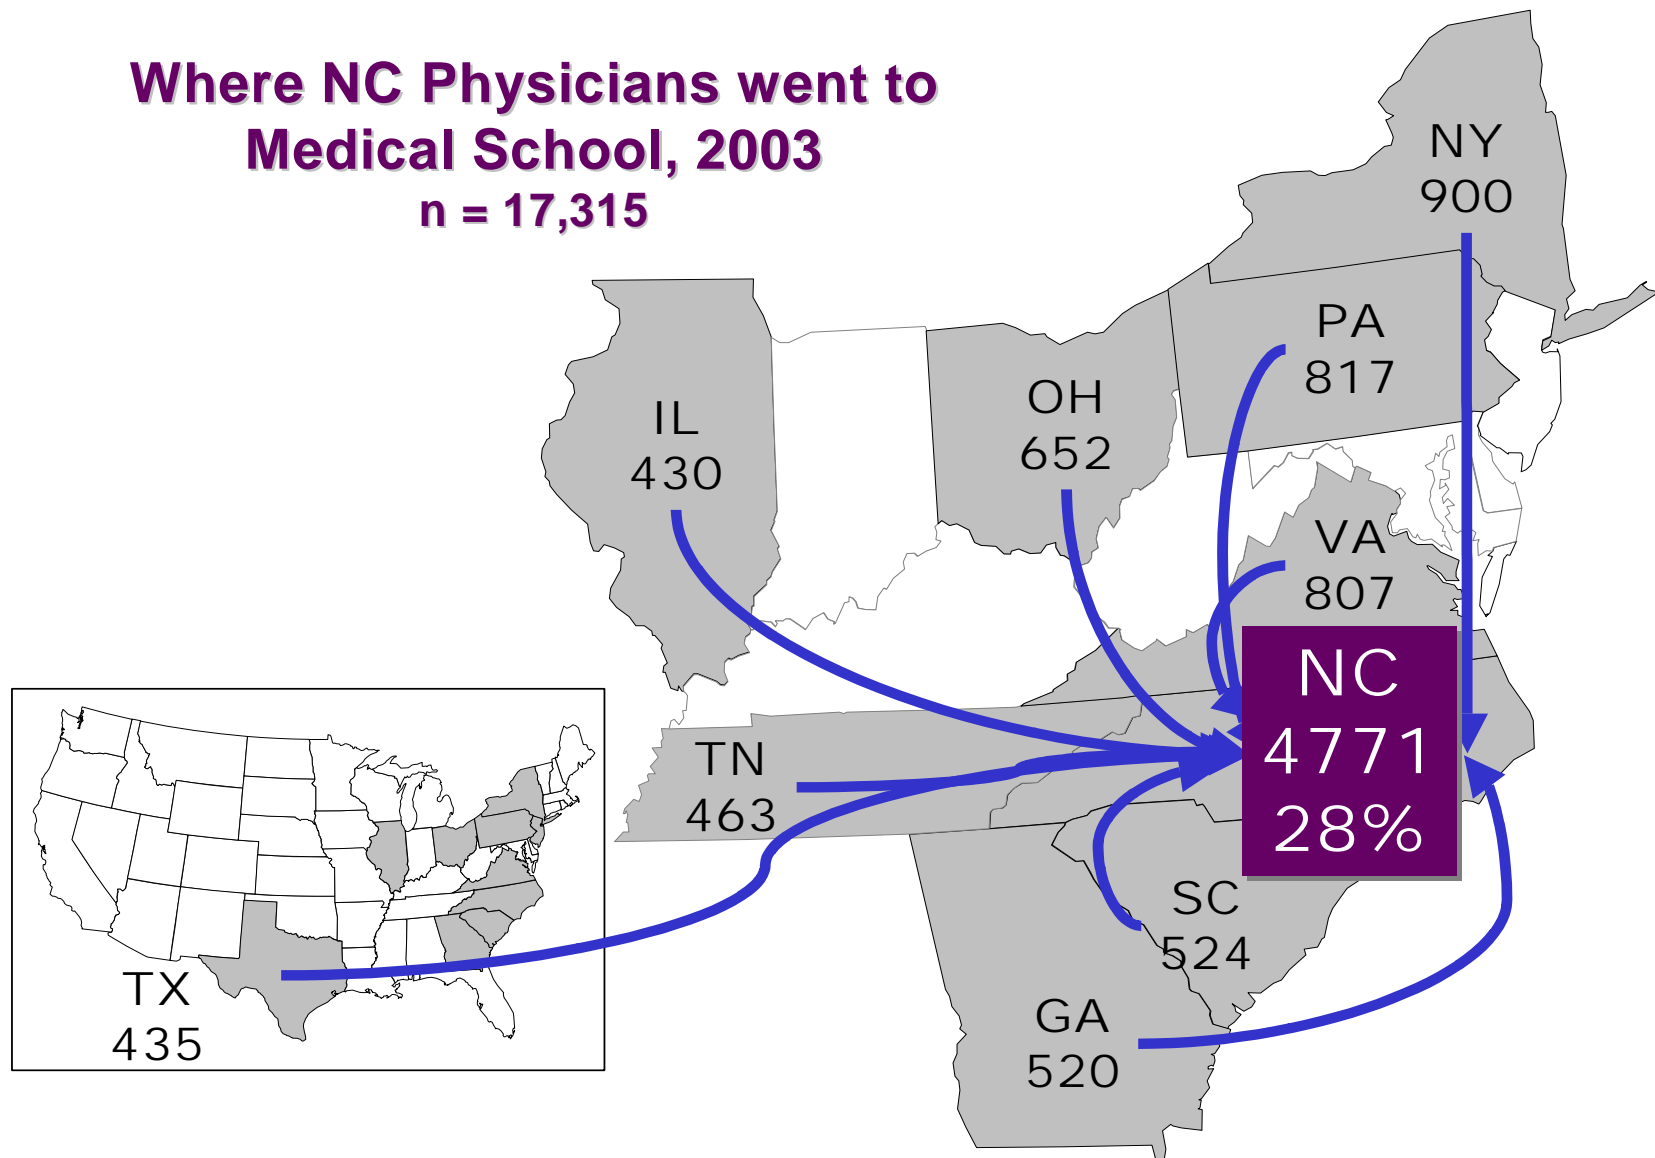 Where NC Physicians went to
Medical School, 2003
n = 17,315
NY
900
PA
817
OH
652
IL
430
VA
807
NC
4771
28%
TN
463
SC
524
TX
435
GA
520